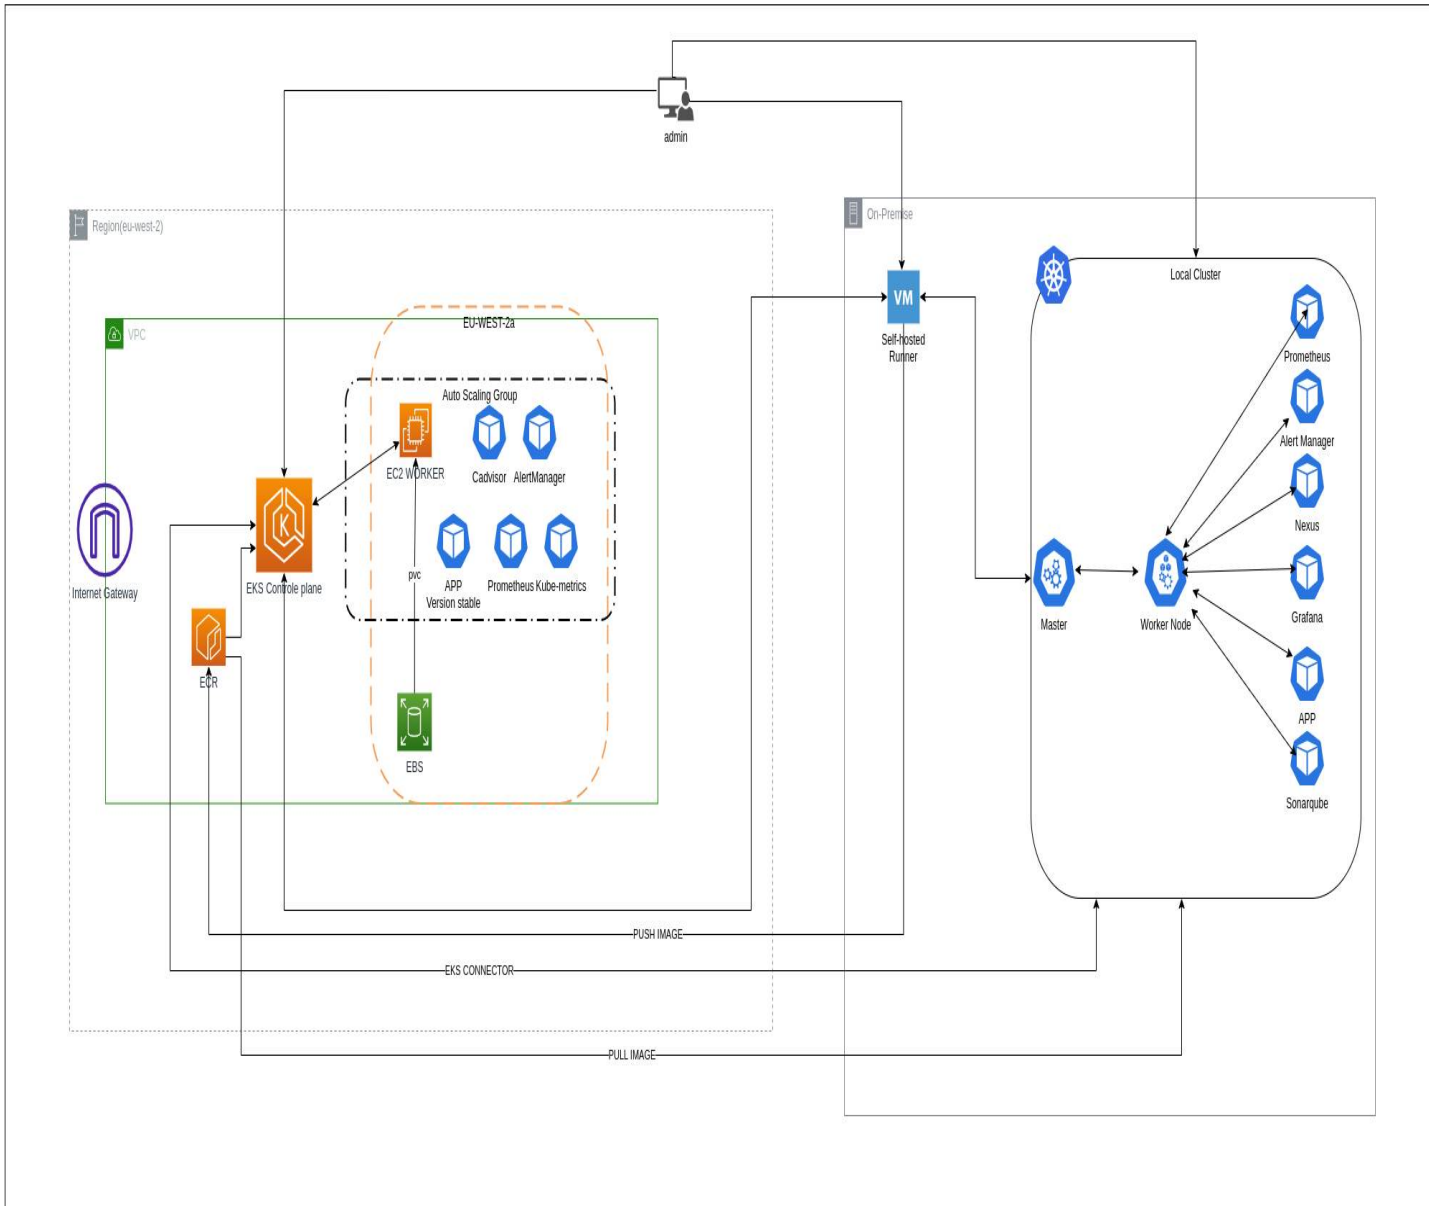 admin
Region(eu-west-2)
On-Premise
Local Cluster
VM
Self-hosted
Runner
EU-WEST-2a
VPC
Auto Scaling Group
EC2 WORKER
Cadvisor
AlertManager
pvc
APP
Version stable
Prometheus
Kube-metrics
K
EKS Controle plane
Internet Gateway
ECR
EBS
Prometheus
Alert Manager
Nexus
Grafana
APP
Sonarqube
Master
Worker Node
PUSH IMAGE
EKS CONNECTOR
PULL IMAGE